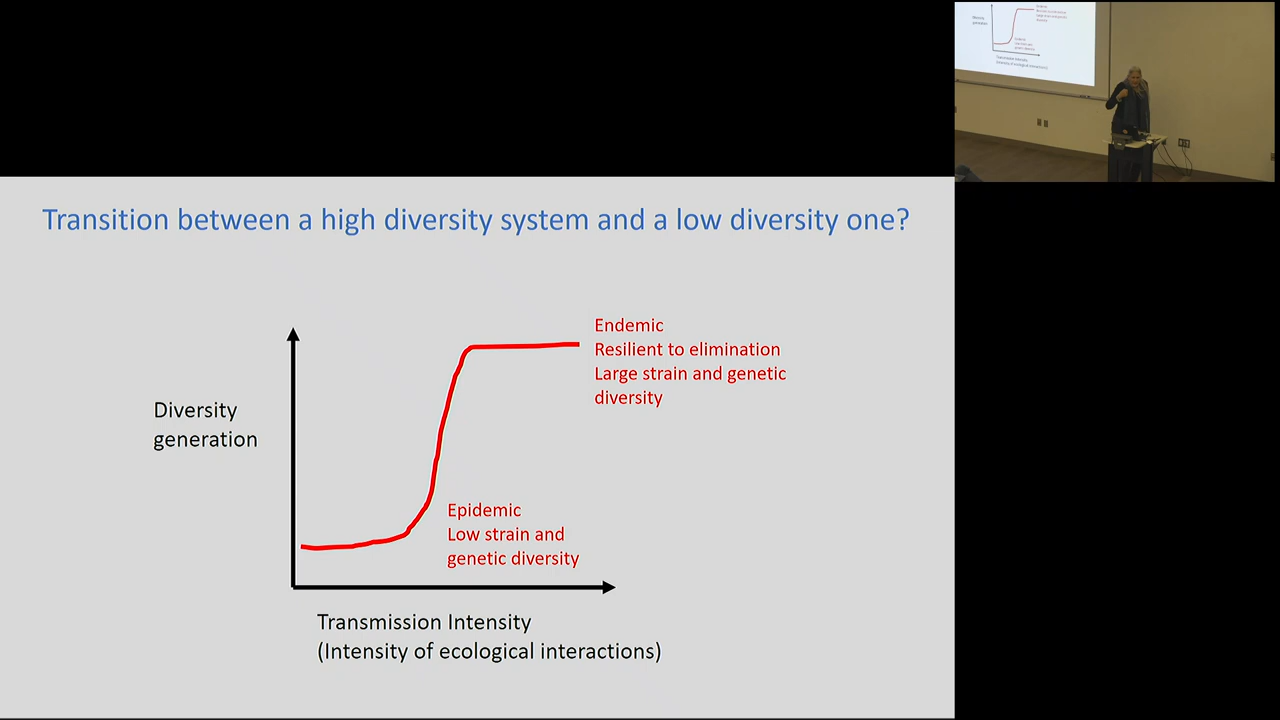 Transition between a high diversity system and a low diversity one?
Endemic
Resilient to elimination
Large strain and genetic
diversity
Diversity
generation
Epidemic
Low strain and
genetic diversity
Transmission Intensity
(Intensity of ecological interactions)